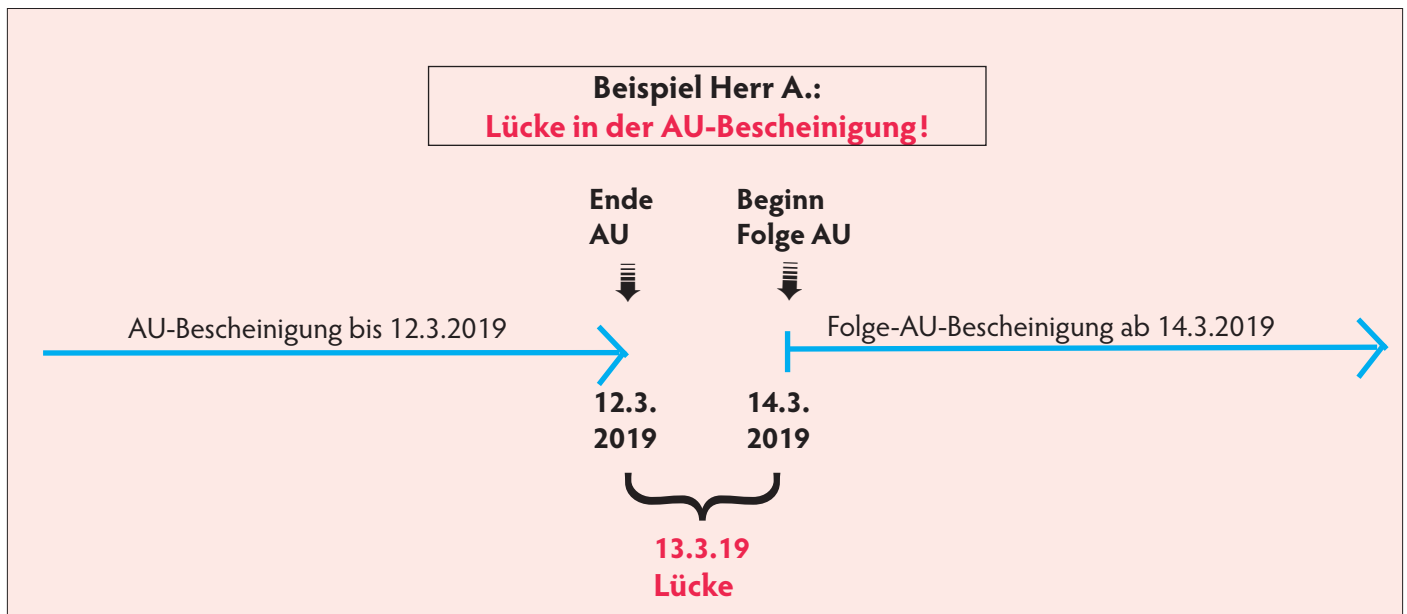 Beispiel Herr A.:
Lücke in der AU-Bescheinigung!
Ende
AU
Beginn
Folge AU
AU-Bescheinigung bis 12.3.2019
Folge-AU-Bescheinigung ab 14.3.2019
12.3.
2019
14.3.
2019
13.3.19
Lücke